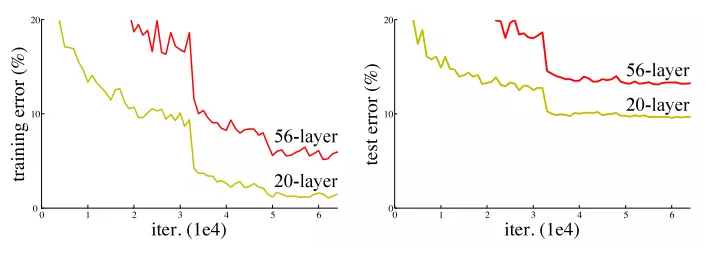 training error (%)
20
10
0
56-layer
20-layer
0 1 2 3 4 5 6
iter. (1e4)
test error (%)
20
10
0
56-layer
20-layer
0 1 2 3 4 5 6
iter. (1e4)